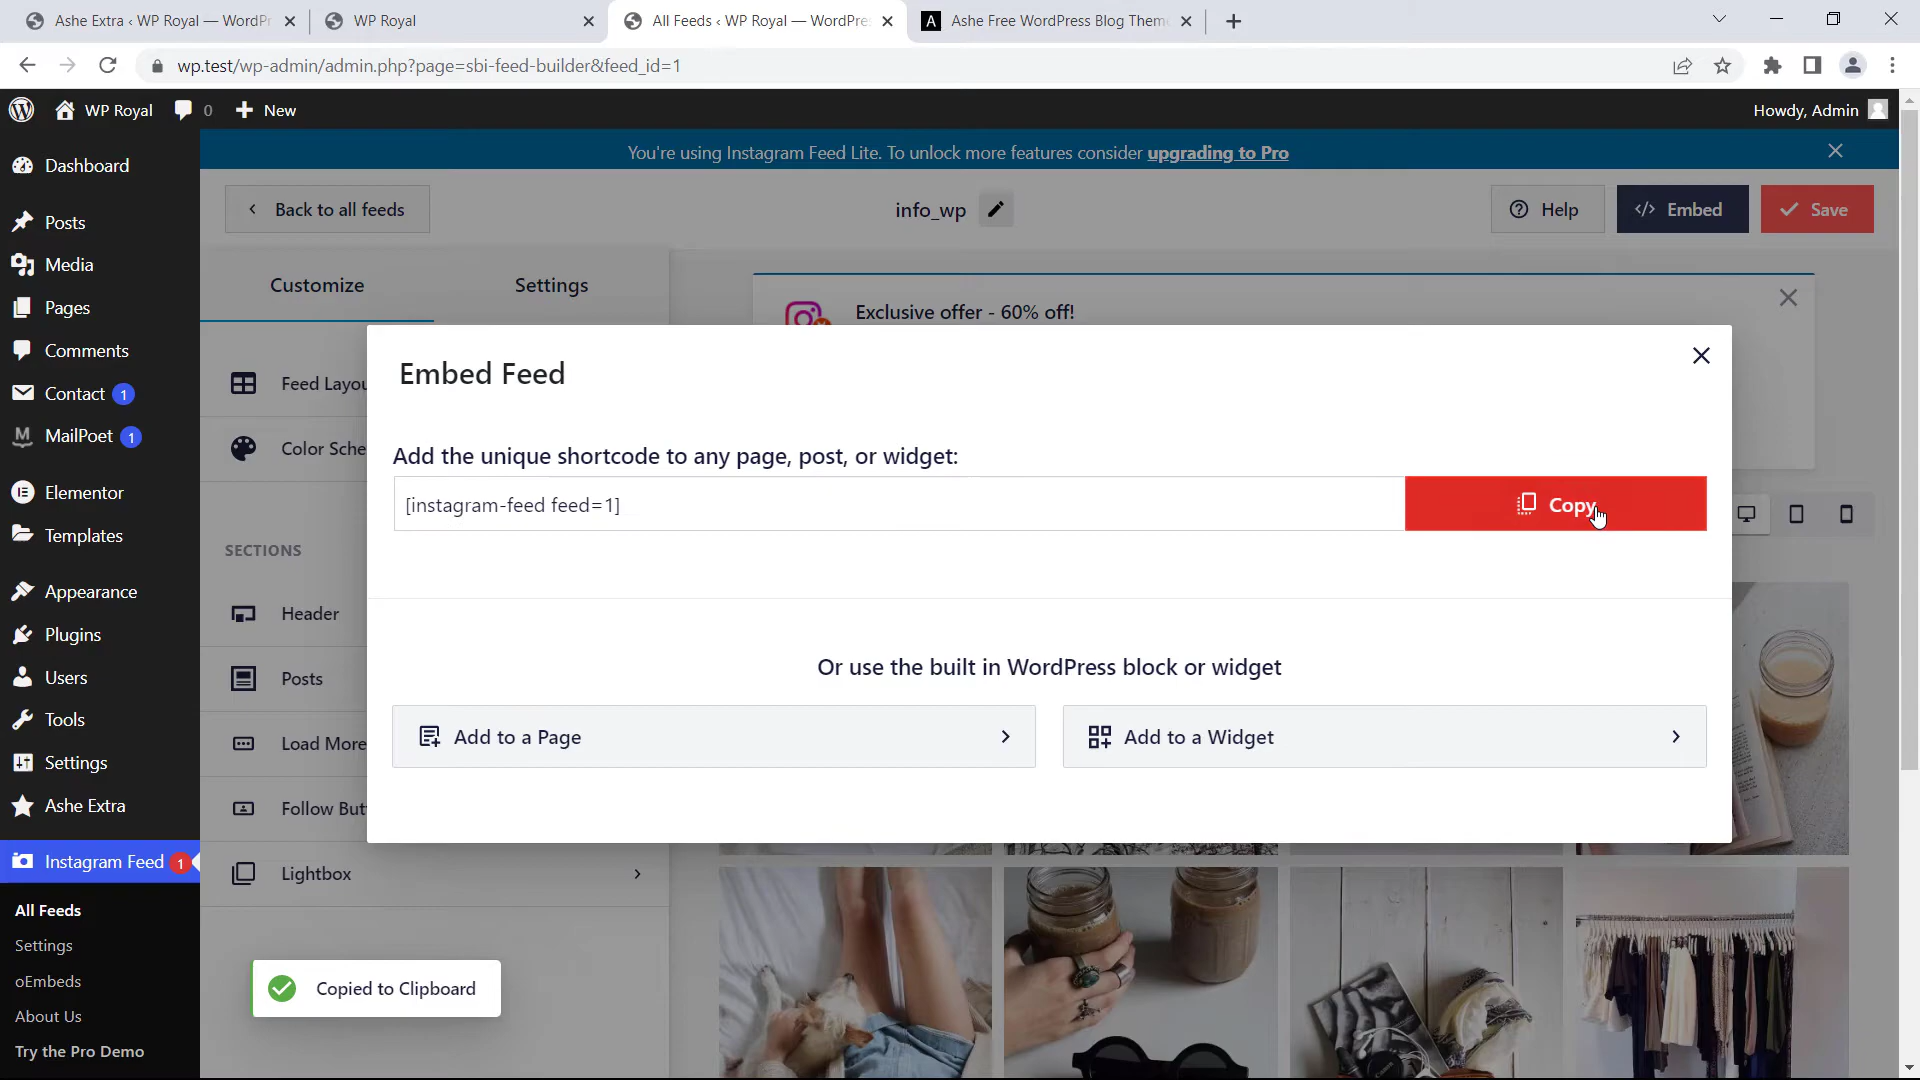 Ashe Extra ‹ WP Royal — WordPr
WP Royal
All Feeds ‹ WP Royal — WordPres
Ashe Free WordPress Blog Theme
wp.test/wp-admin/admin.php?page=sbi-feed-builder&feed_id=1
WP Royal
0
New
Howdy, Admin
You're using Instagram Feed Lite. To unlock more features consider upgrading to Pro
Dashboard
Posts
Media
Pages
Comments
Contact 1
MailPoet 1
Elementor
Templates
Appearance
Plugins
Users
Tools
Settings
Ashe Extra
Instagram Feed 1
All Feeds
Settings
oEmbeds
About Us
Try the Pro Demo
Back to all feeds
info_wp
Help
Embed
Save
Customize
Settings
Exclusive offer - 60% off!
Feed Layou
Color Sche
SECTIONS
Header
Posts
Load More
Follow But
Lightbox
Embed Feed
Add the unique shortcode to any page, post, or widget:
[instagram-feed feed=1]
Copy
Or use the built in WordPress block or widget
Add to a Page
Add to a Widget
Copied to Clipboard